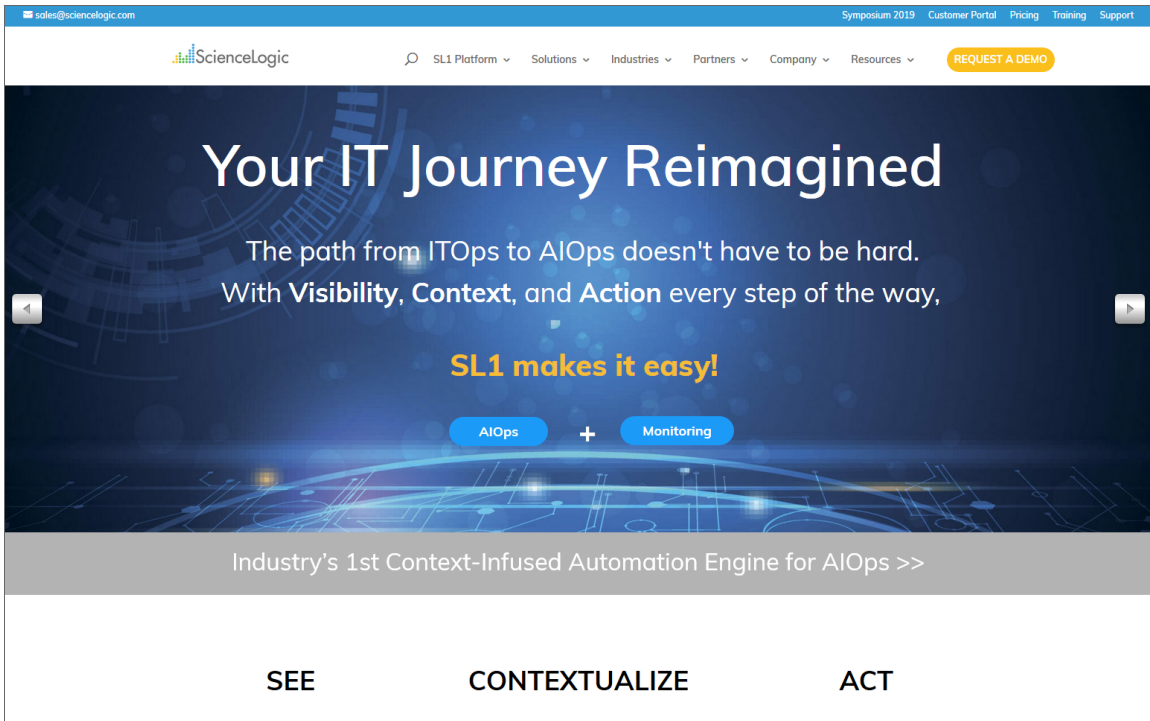 sales@sciencelogic.com
Symposium 2019 Customer Portal Pricing Training Support
ScienceLogic
SL1 Platform Solutions Industries Partners Company Resources REQUEST A DEMO
Your IT Journey Reimagined
The path from ITOps to AIOps doesn't have to be hard.
With Visibility, Context, and Action every step of the way,
SL1 makes it easy!
AIOps + Monitoring
Industry’s 1st Context-Infused Automation Engine for AIOps >>
SEE CONTEXTUALIZE ACT